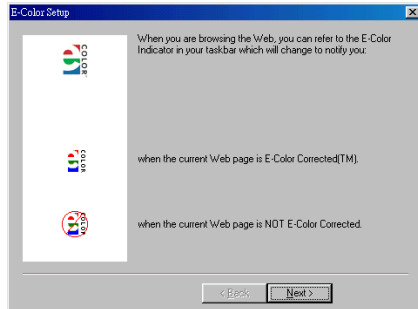 E-Color Setup
When you are browsing the Web, you can refer to the E-Color
Indicator in your taskbar which will change to notify you:
COLOR
COLOR
when the current Web page is E-Color Corrected(TM).
COLOR
when the current Web page is NOT E-Color Corrected.
< Back
Next >